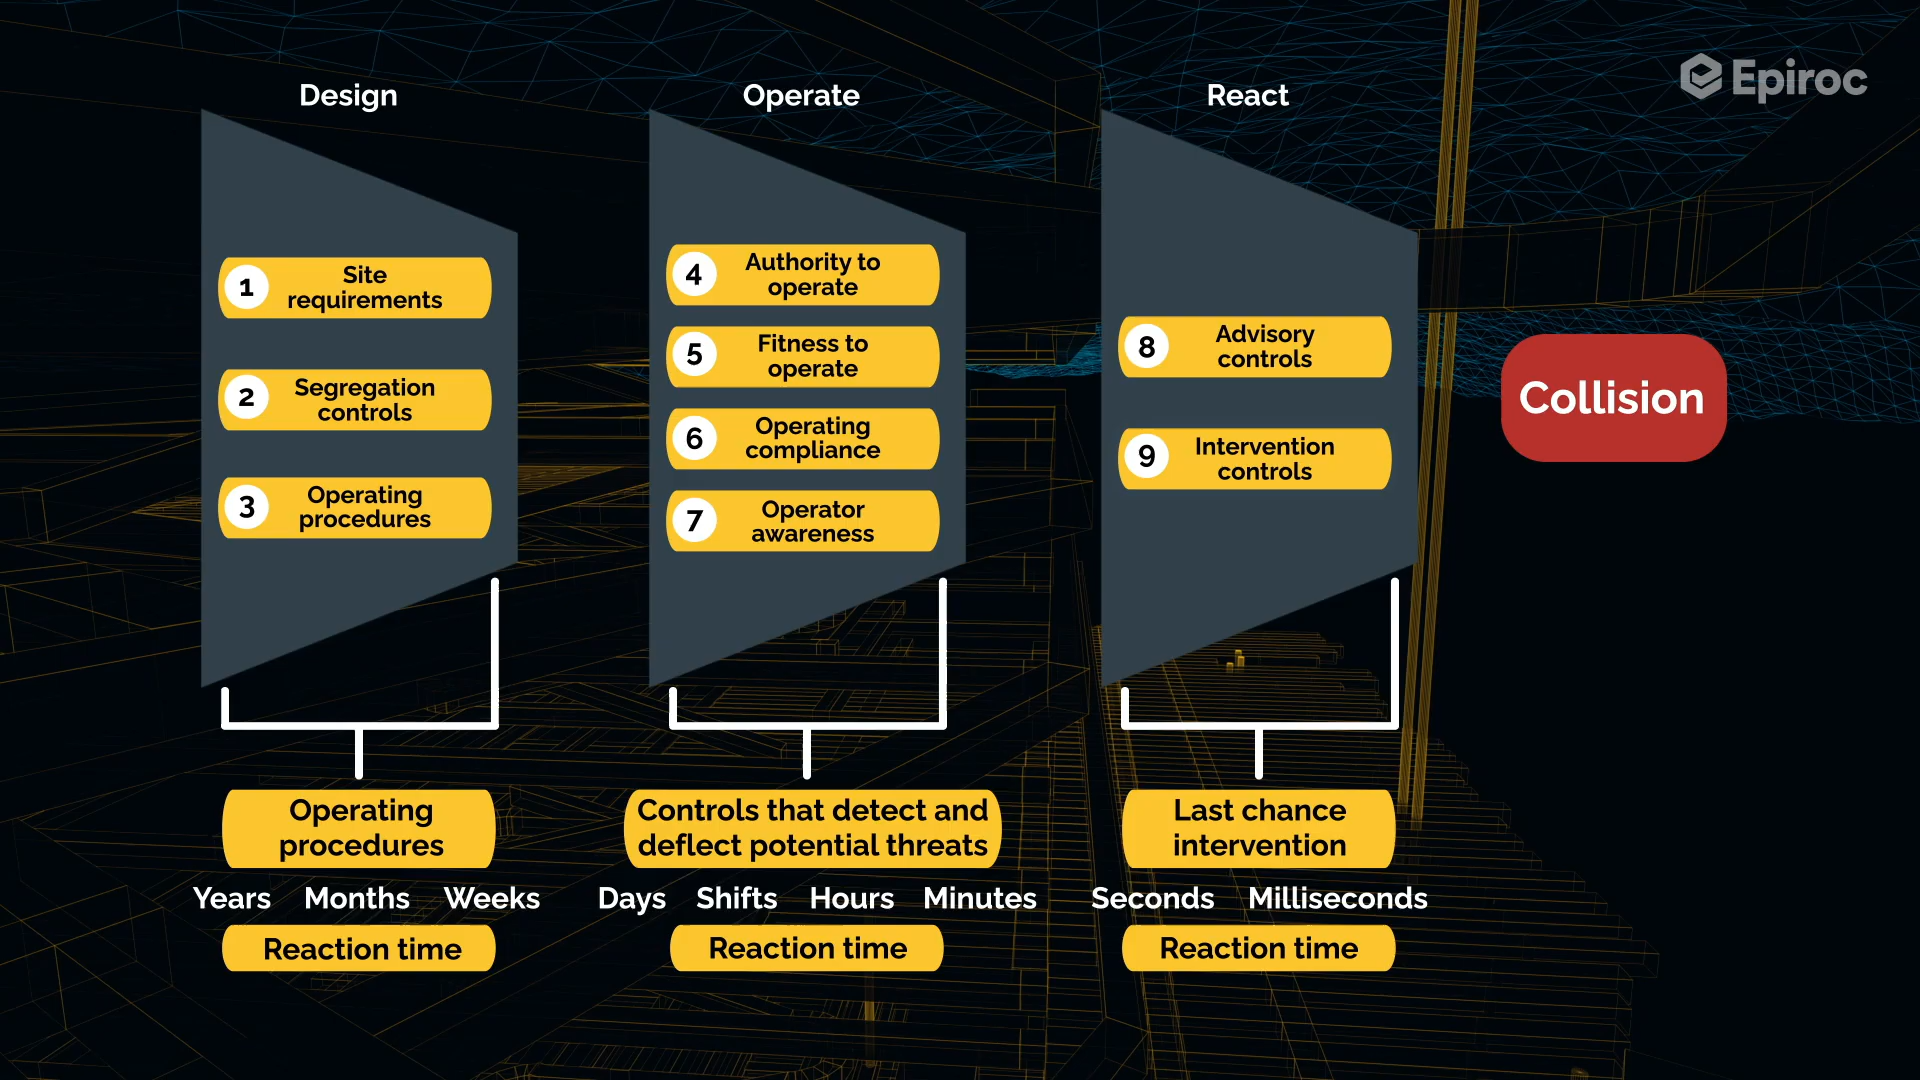 Epiroc
Design
1
Site
requirements
2
Segregation
controls
3
Operating
procedures
Operating
procedures
Years Months Weeks
Reaction time
Operate
4
Authority to
operate
5
Fitness to
operate
6
Operating
compliance
7
Operator
awareness
Controls that detect and
deflect potential threats
Days Shifts Hours Minutes
Reaction time
React
8
Advisory
controls
9
Intervention
controls
Last chance
intervention
Seconds Milliseconds
Reaction time
Collision